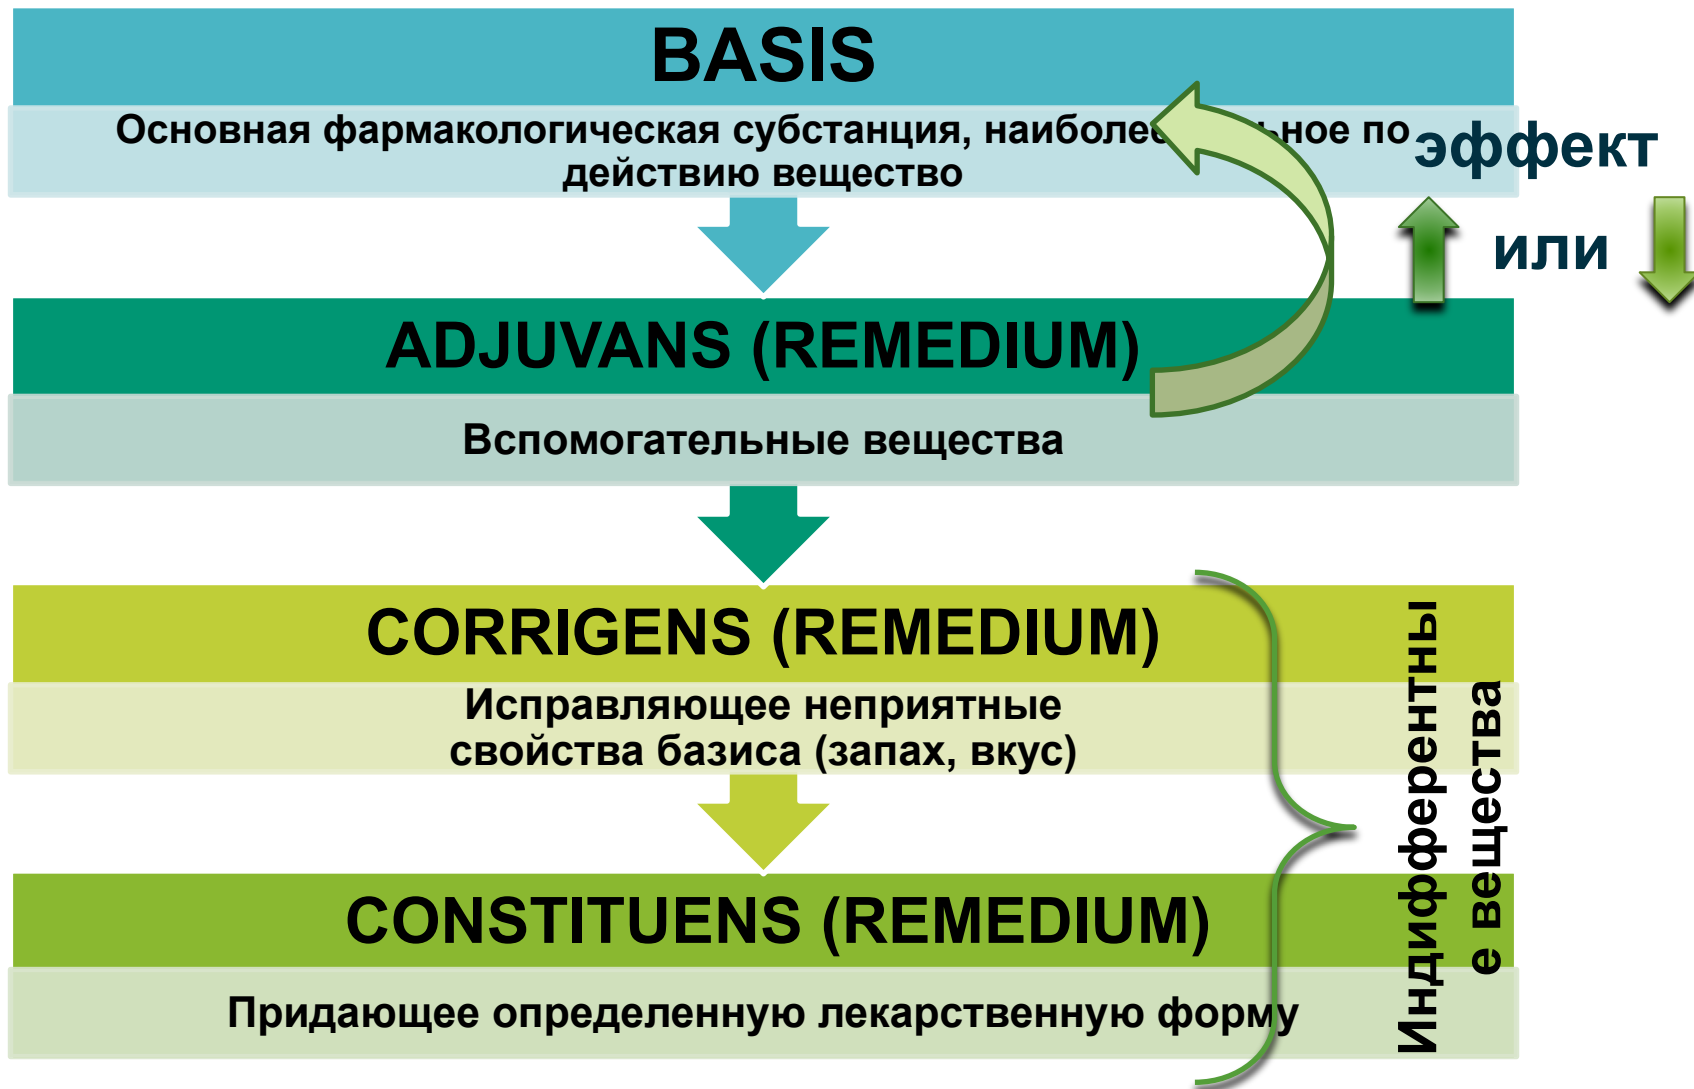 BASIS
Основная фармакологическая субстанция, наиболее ьное по
действию вещество
эффект
или
ADJUVANS (REMEDIUM)
Вспомогательные вещества
CORRIGENS (REMEDIUM)
Исправляющее неприятные
свойства базиса (запах, вкус)
CONSTITUENS (REMEDIUM)
Придающее определенную лекарственную форму
Индифферентны
е вещества